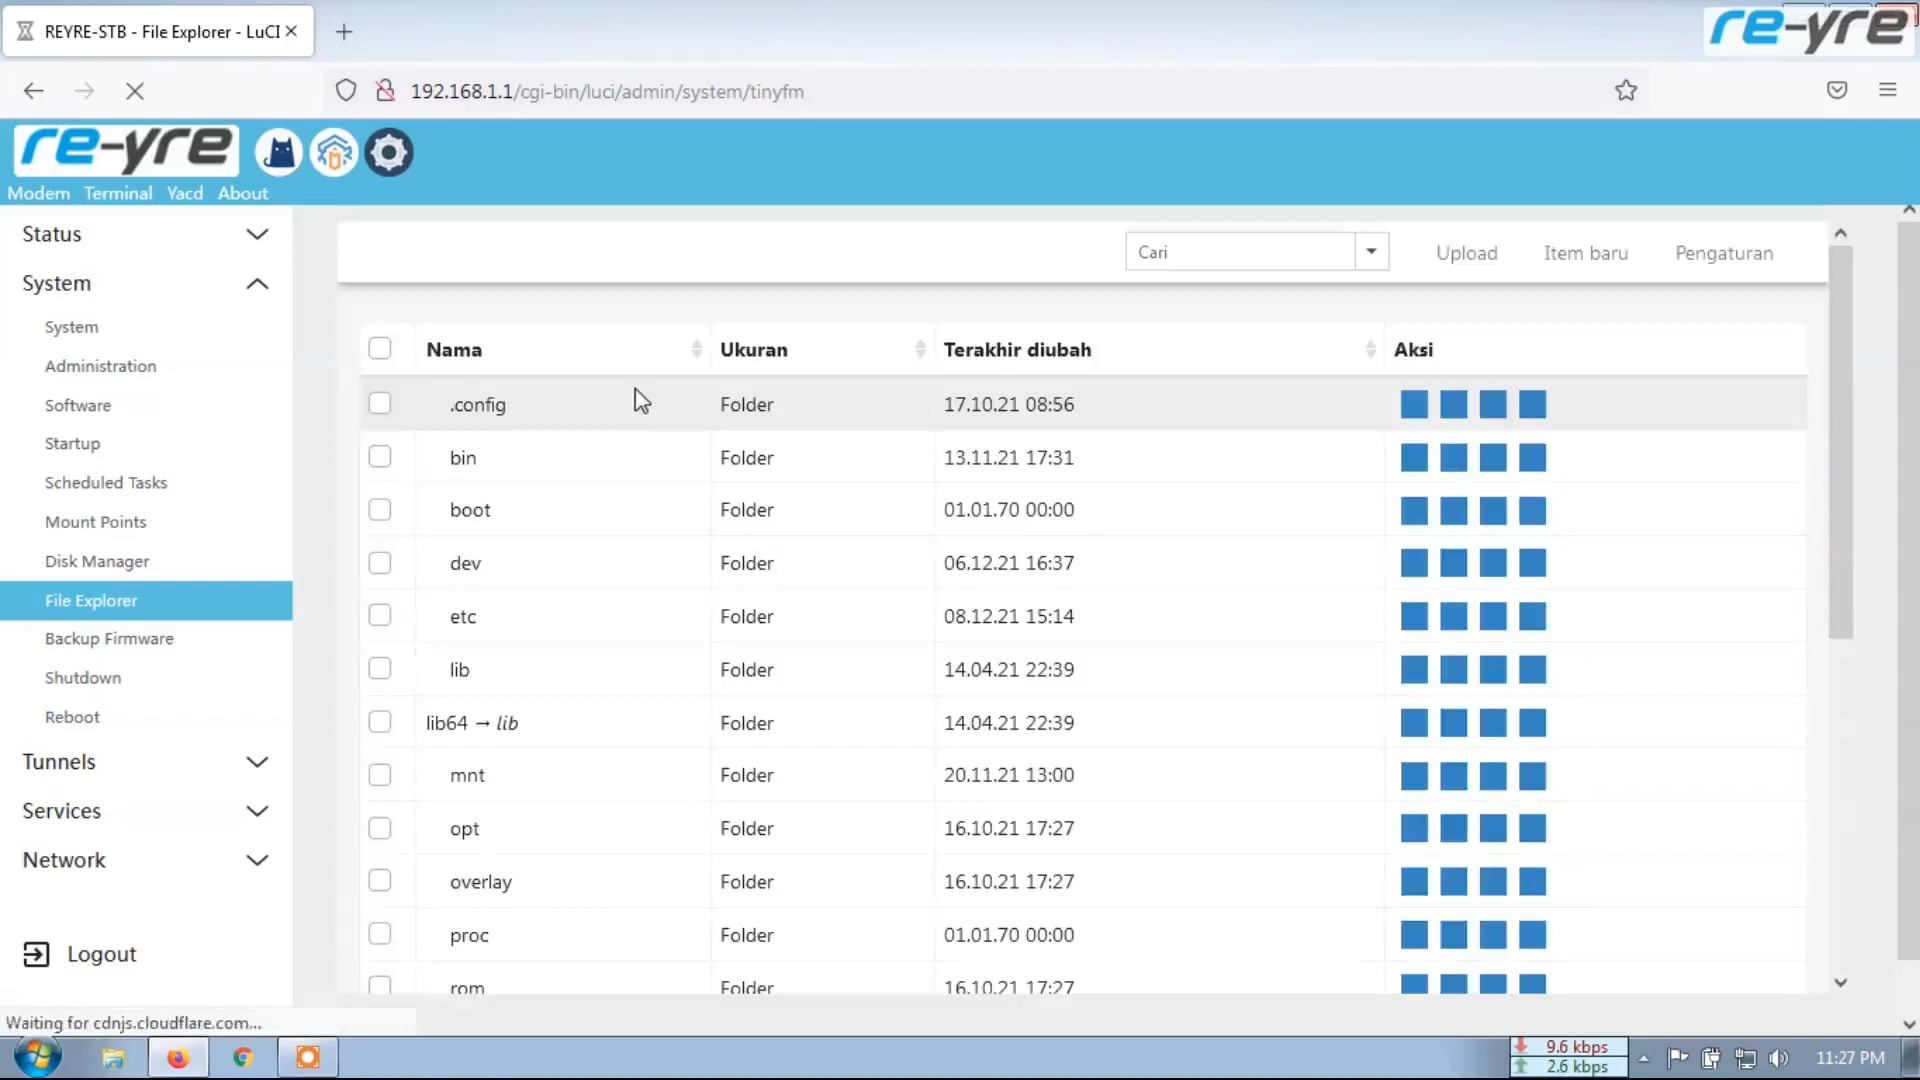 REYRE-STB - File Explorer - LuCI
re-yre
192.168.1.1/cgi-bin/luci/admin/system/tinyfm
re-yre
Modem Terminal Yacd About
Status
System
System
Administration
Software
Startup
Scheduled Tasks
Mount Points
Disk Manager
File Explorer
Backup Firmware
Shutdown
Reboot
Tunnels
Services
Network
Logout
Cari Upload Item baru Pengaturan
Nama Ukuran Terakhir diubah Aksi
.config Folder 17.10.21 08:56
bin Folder 13.11.21 17:31
boot Folder 01.01.70 00:00
dev Folder 06.12.21 16:37
etc Folder 08.12.21 15:14
lib Folder 14.04.21 22:39
lib64 → lib Folder 14.04.21 22:39
mnt Folder 20.11.21 13:00
opt Folder 16.10.21 17:27
overlay Folder 16.10.21 17:27
proc Folder 01.01.70 00:00
rom Folder 16.10.21 17:27
Waiting for cdnjs.cloudflare.com...
9.6 kbps
2.6 kbps
11:27 PM